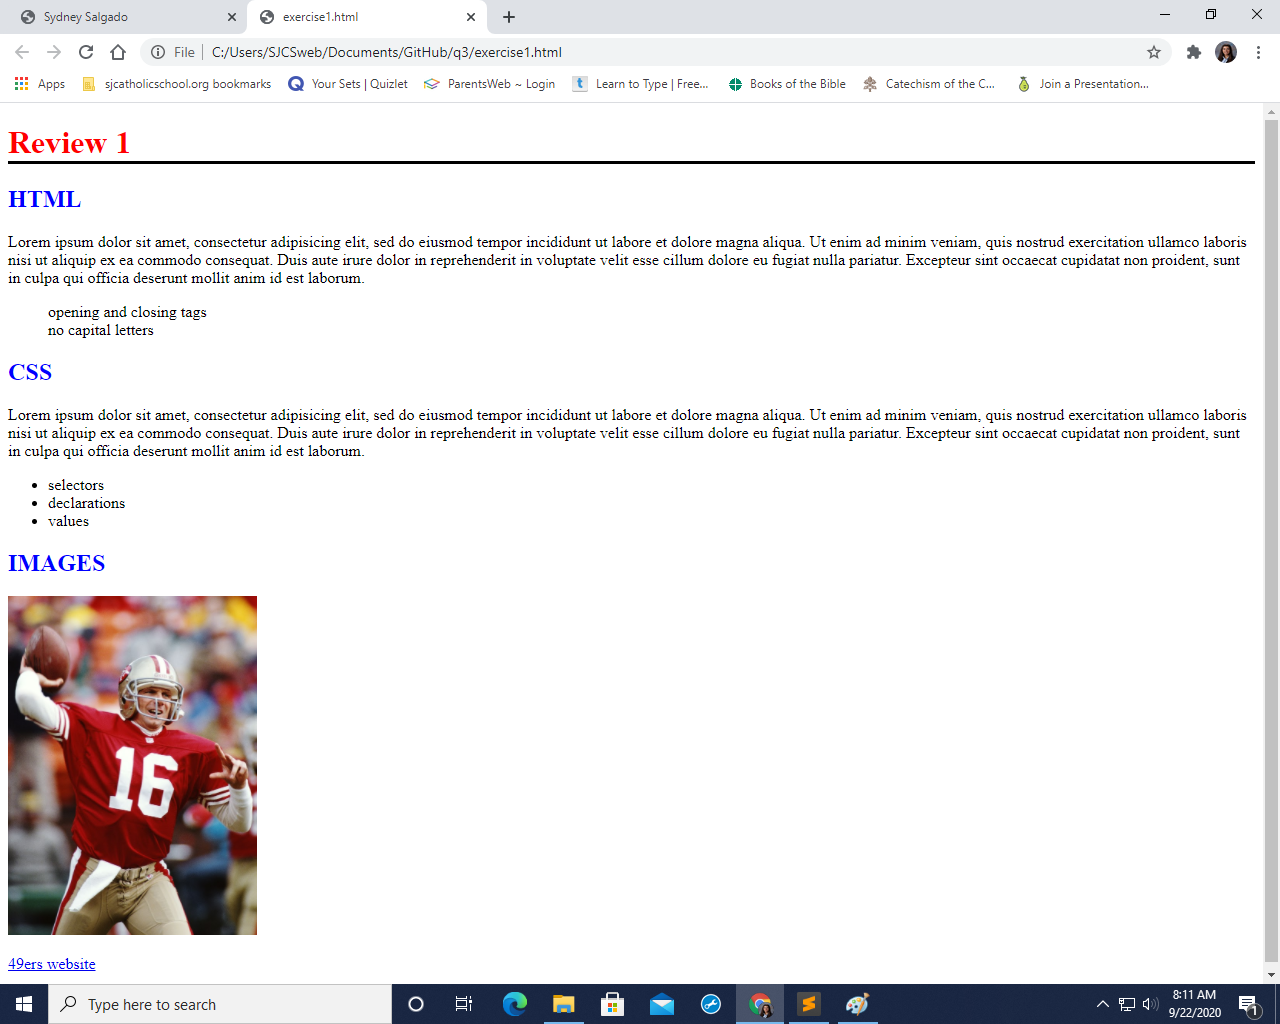 Sydney Salgado
exercise1.html
File
C:/Users/SJCSweb/Documents/GitHub/q3/exercise1.html
Apps
sjcatholicschool.org bookmarks
Your Sets | Quizlet
ParentsWeb ~ Login
Learn to Type | Free...
Books of the Bible
Catechism of the C...
Join a Presentation...
Review 1
HTML
Lorem ipsum dolor sit amet, consectetur adipisicing elit, sed do eiusmod tempor incididunt ut labore et dolore magna aliqua. Ut enim ad minim veniam, quis nostrud exercitation ullamco laboris
nisi ut aliquip ex ea commodo consequat. Duis aute irure dolor in reprehenderit in voluptate velit esse cillum dolore eu fugiat nulla pariatur. Excepteur sint occaecat cupidatat non proident, sunt
in culpa qui officia deserunt mollit anim id est laborum.
opening and closing tags
no capital letters
CSS
Lorem ipsum dolor sit amet, consectetur adipisicing elit, sed do eiusmod tempor incididunt ut labore et dolore magna aliqua. Ut enim ad minim veniam, quis nostrud exercitation ullamco laboris
nisi ut aliquip ex ea commodo consequat. Duis aute irure dolor in reprehenderit in voluptate velit esse cillum dolore eu fugiat nulla pariatur. Excepteur sint occaecat cupidatat non proident, sunt
in culpa qui officia deserunt mollit anim id est laborum.
• selectors
• declarations
• values
IMAGES
16
49ers website
Type here to search
8:11 AM
9/22/2020
1